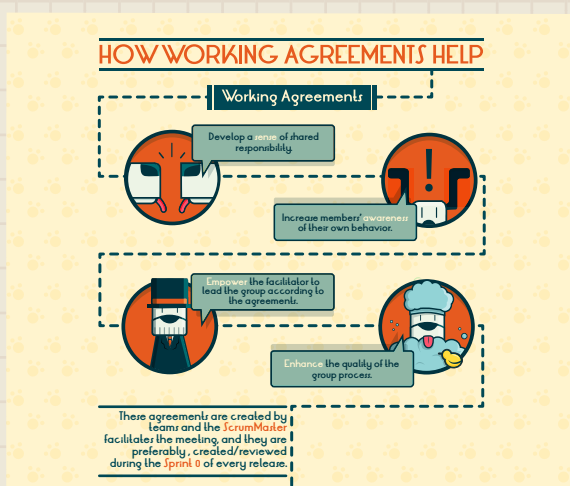 HOW WORKING AGREEMENTS HELP
Working Agreements
Develop a sense of shared
responsibility.
!
Increase members' awareness
of their own behavior.
Empower the facilitator to
lead the group according to
the agreements.
Enhance the quality of the
group process.
These agreements are created by
teams and the ScrumMaster
facilitates the meeting, and they are
preferably, created/reviewed
during the Sprint 0 of every release.